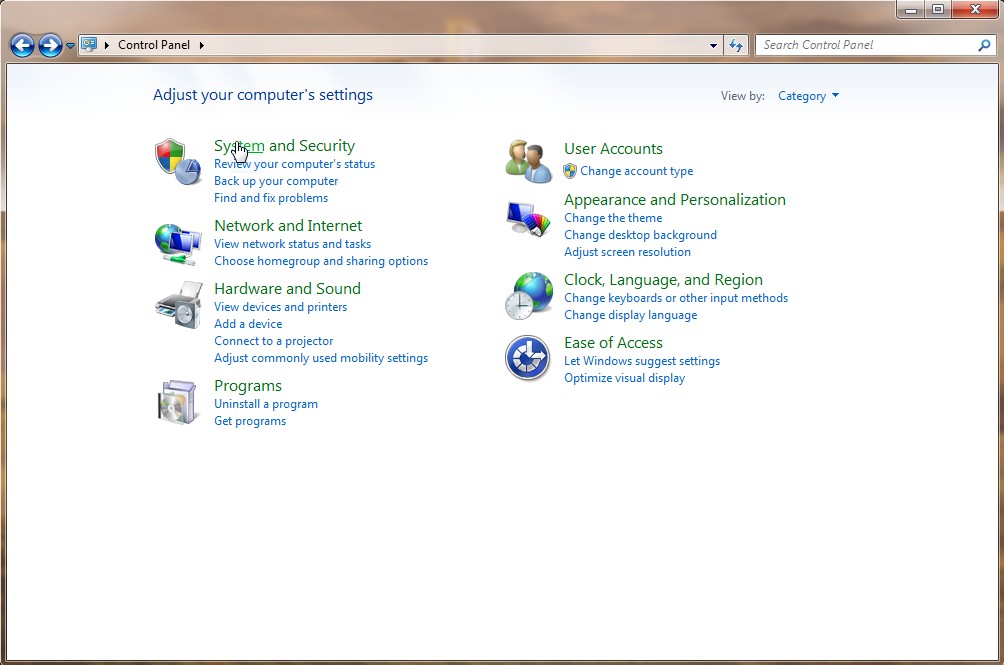 Control Panel
Search Control Panel
Adjust your computer's settings
View by: Category
System and Security
Review your computer's status
Back up your computer
Find and fix problems
Network and Internet
View network status and tasks
Choose homegroup and sharing options
Hardware and Sound
View devices and printers
Add a device
Connect to a projector
Adjust commonly used mobility settings
Programs
Uninstall a program
Get programs
User Accounts
Change account type
Appearance and Personalization
Change the theme
Change desktop background
Adjust screen resolution
Clock, Language, and Region
Change keyboards or other input methods
Change display language
Ease of Access
Let Windows suggest settings
Optimize visual display